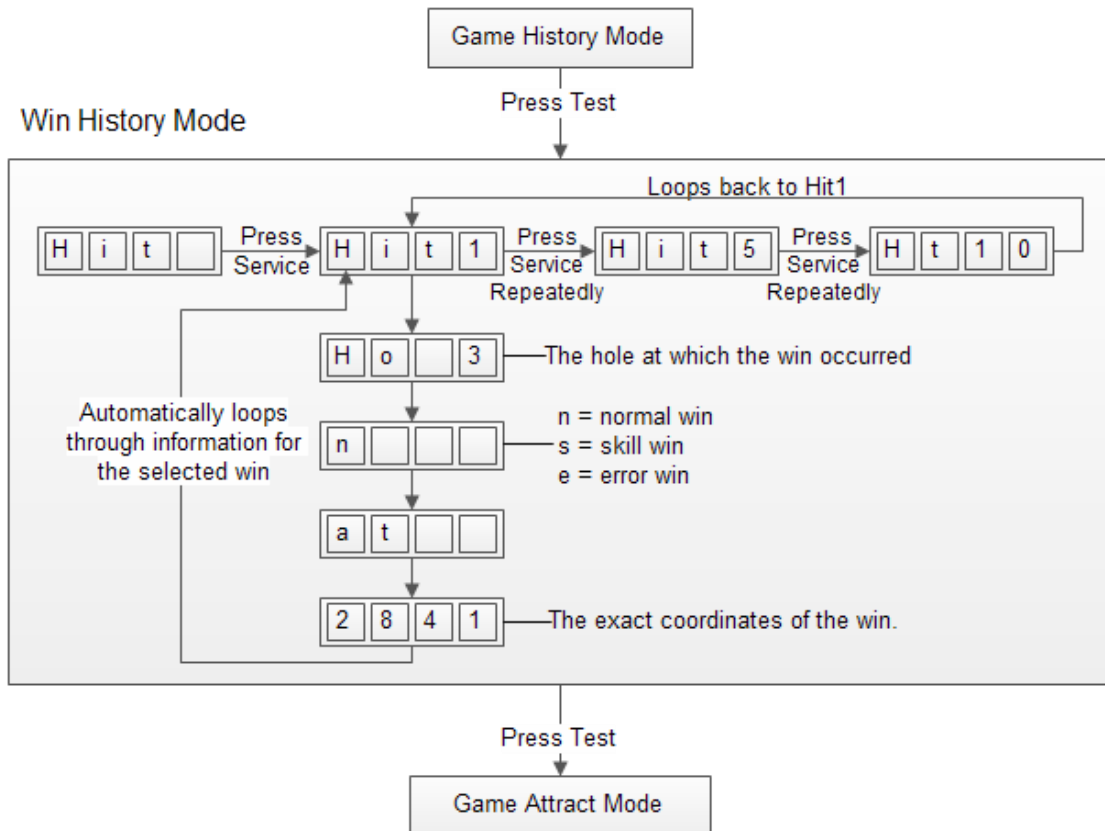 Game History Mode
Press Test
Win History Mode
Loops back to Hit1
H i t
Press
Service
H i t 1
Press
Service
Repeatedly
H i t 5
Press
Service
Repeatedly
H t 1 0
H o 3
The hole at which the win occurred
Automatically loops
through information for
the selected win
n
n = normal win
s = skill win
e = error win
a t
2 8 4 1
The exact coordinates of the win.
Press Test
Game Attract Mode